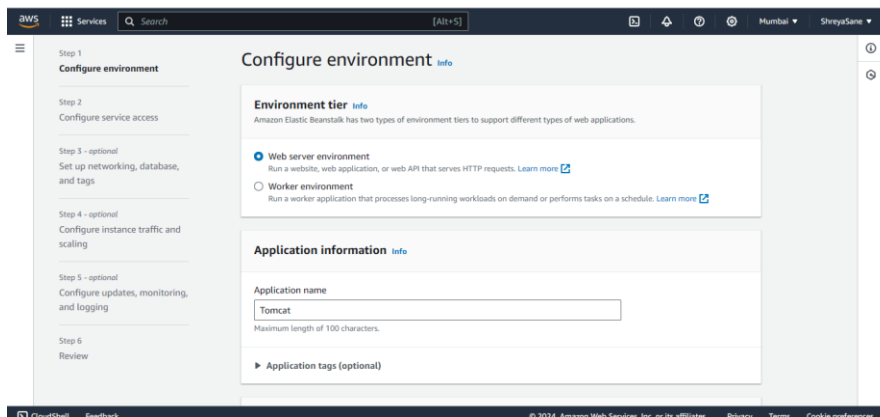 aws
Services
Search
[Alt+S]
Mumbai
ShreyaSane
Step 1
Configure environment
Step 2
Configure service access
Step 3 - optional
Set up networking, database,
and tags
Step 4 - optional
Configure instance traffic and
scaling
Step 5 - optional
Configure updates, monitoring,
and logging
Step 6
Review
Configure environment Info
Environment tier Info
Amazon Elastic Beanstalk has two types of environment tiers to support different types of web applications.
Web server environment
Run a website, web application, or web API that serves HTTP requests. Learn more
Worker environment
Run a worker application that processes long-running workloads on demand or performs tasks on a schedule. Learn more
Application information Info
Application name
Tomcat
Maximum length of 100 characters.
Application tags (optional)
CloudShell Feedback
© 2024, Amazon Web Services, Inc. or its affiliates. Privacy Terms Cookie preferences